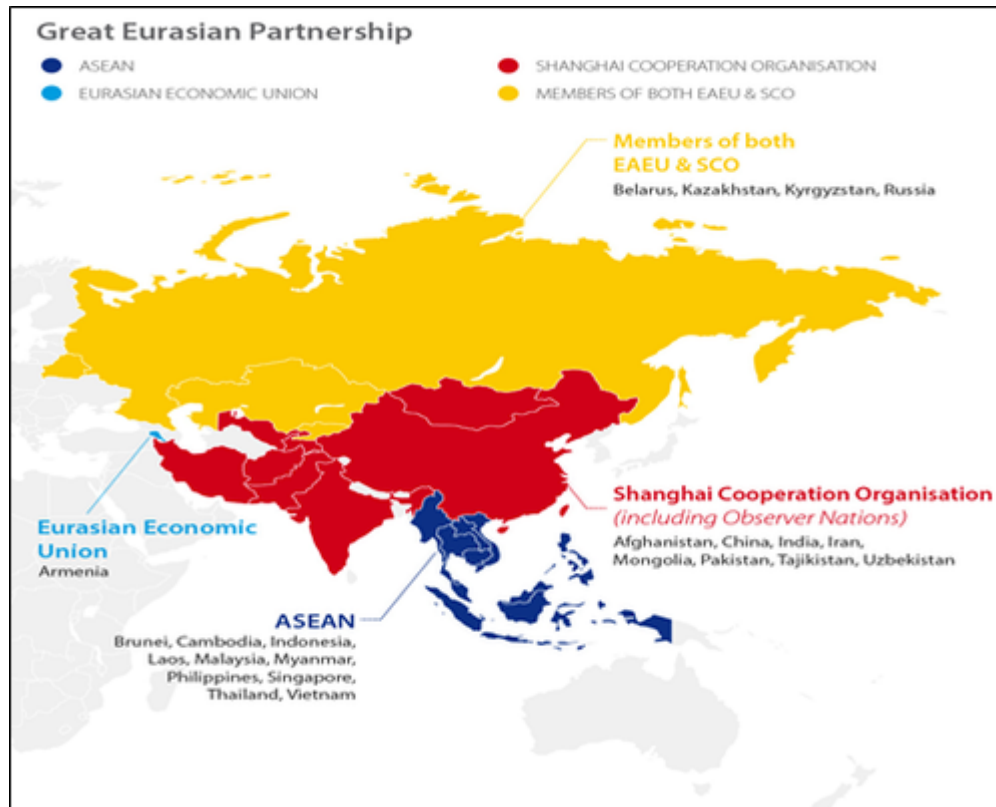 Great Eurasian Partnership
ASEAN
SHANGHAI COOPERATION ORGANISATION
EURASIAN ECONOMIC UNION
MEMBERS OF BOTH EAEU & SCO
Members of both
EAEU & SCO
Belarus, Kazakhstan, Kyrgyzstan, Russia
Shanghai Cooperation Organisation
(including Observer Nations)
Afghanistan, China, India, Iran,
Mongolia, Pakistan, Tajikistan, Uzbekistan
Eurasian Economic
Union
Armenia
ASEAN
Brunei, Cambodia, Indonesia,
Laos, Malaysia, Myanmar,
Philippines, Singapore,
Thailand, Vietnam